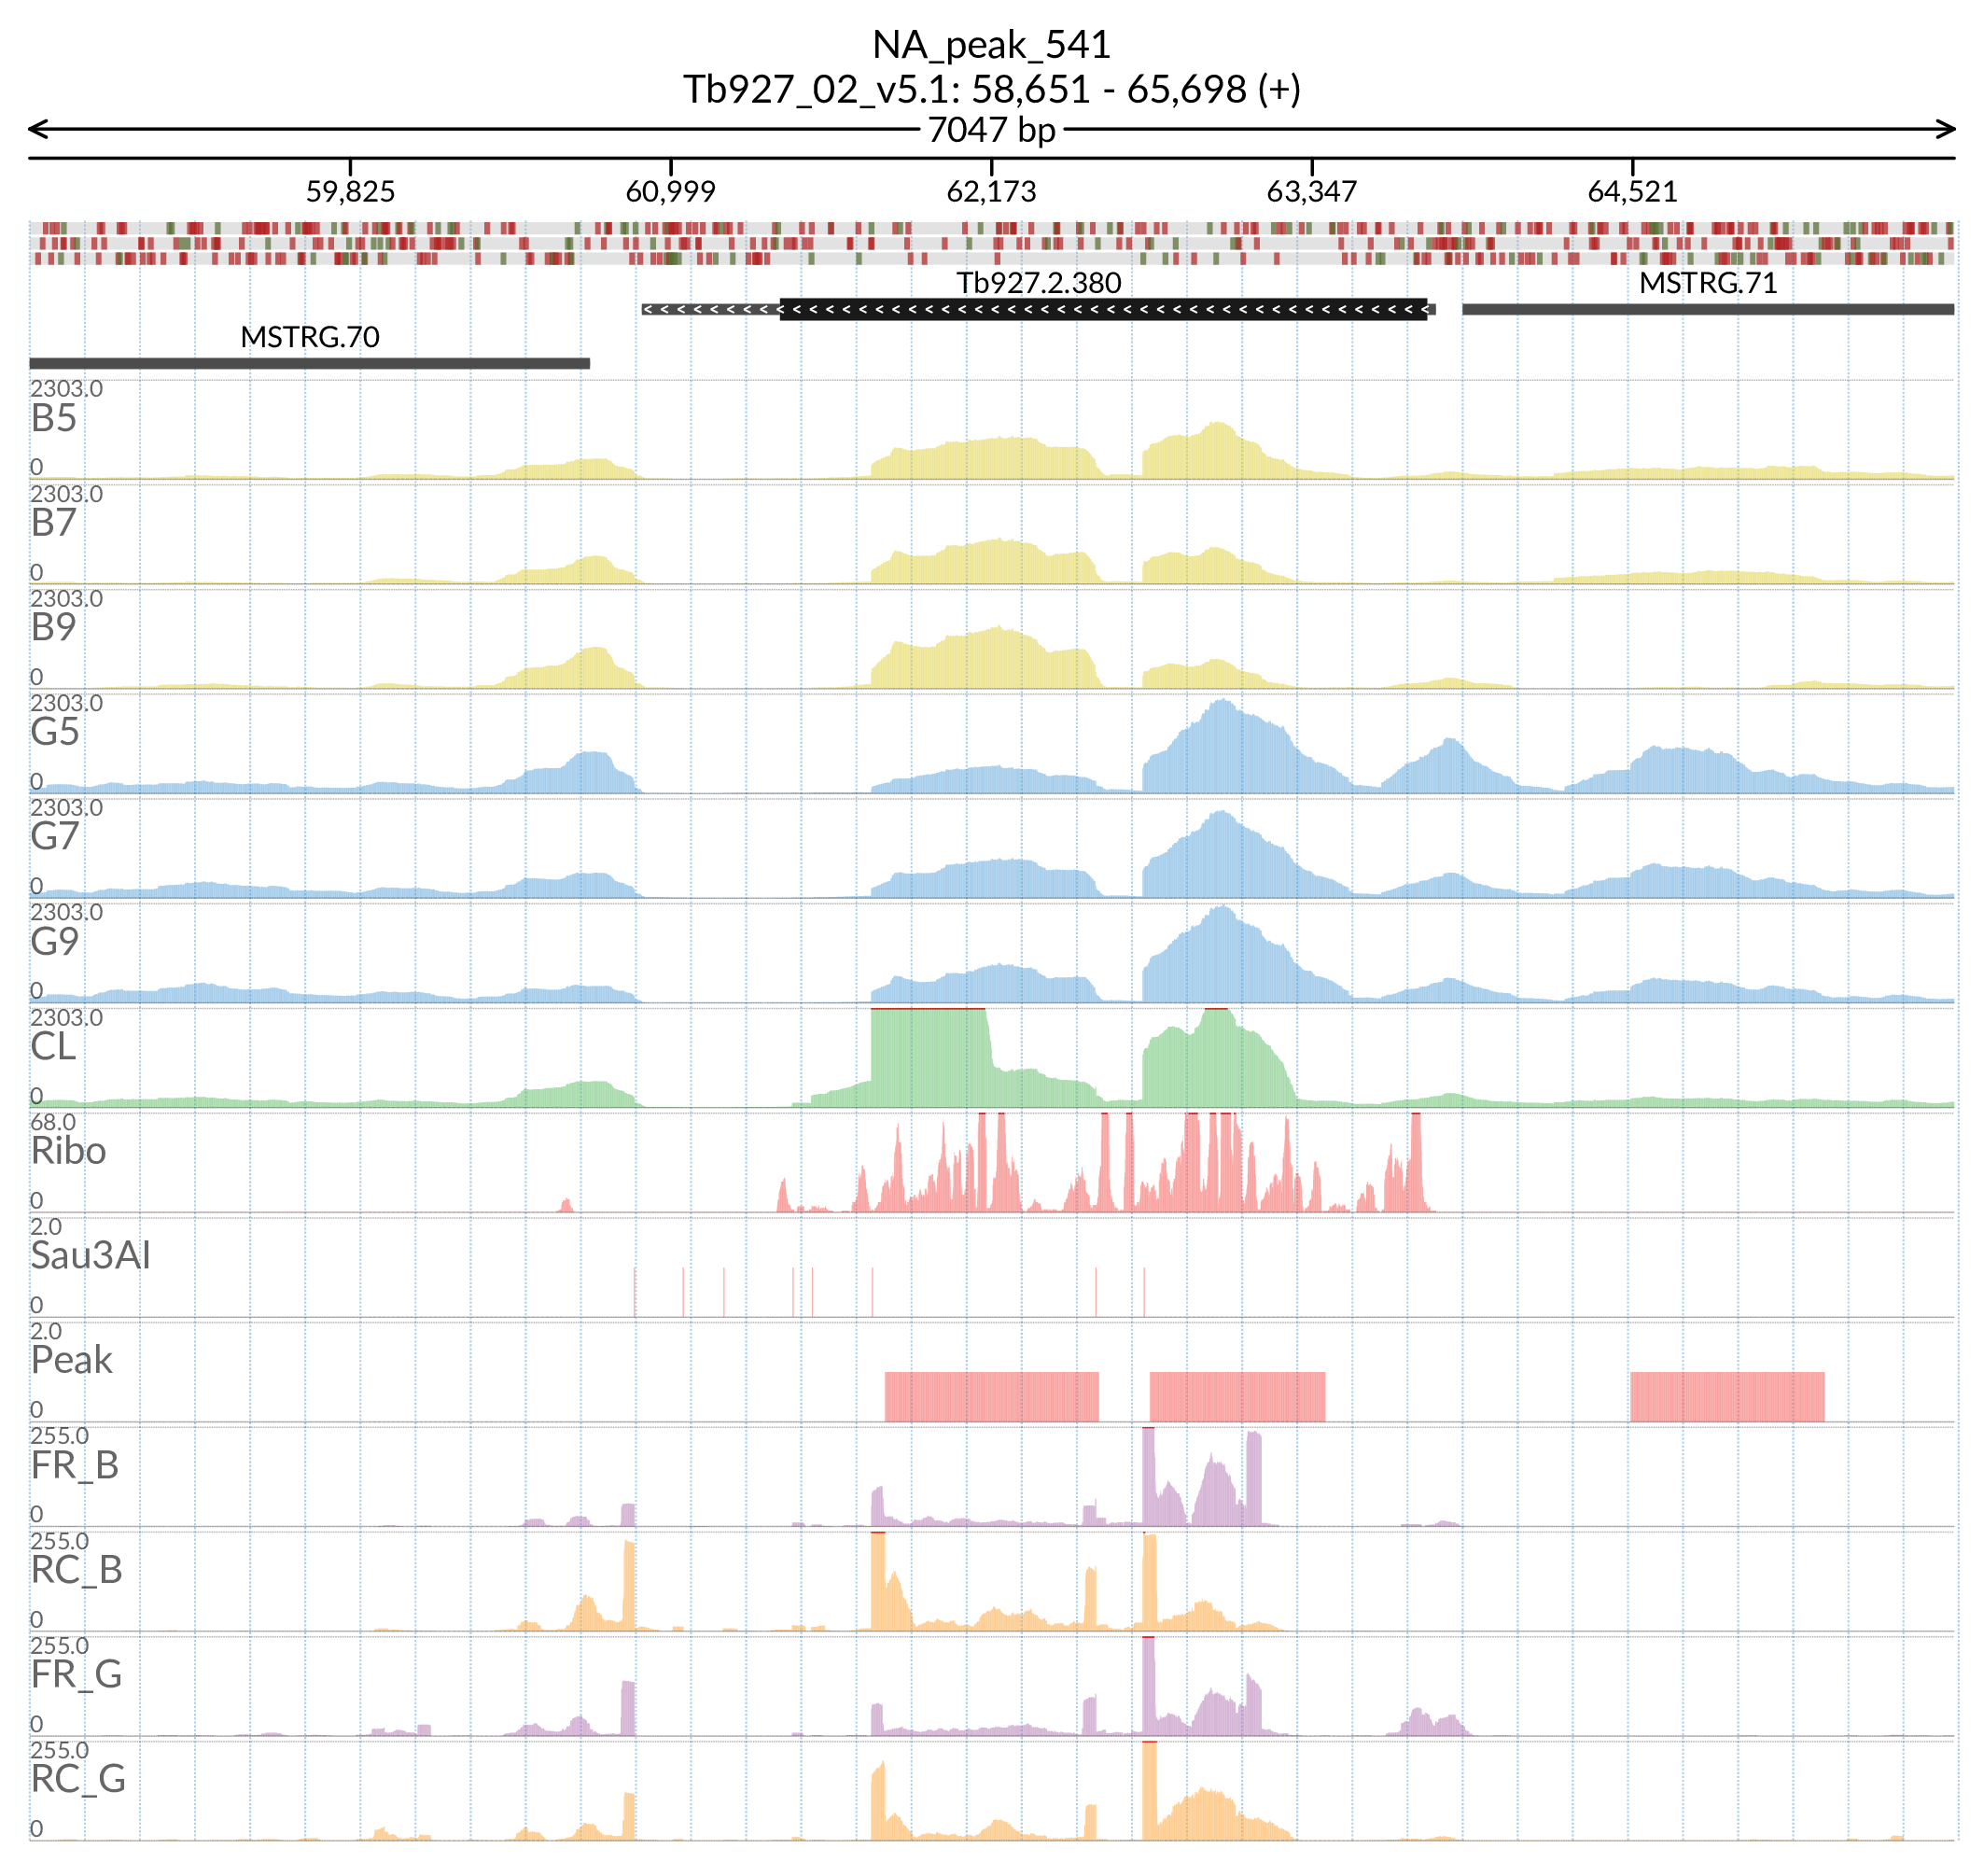 NA_peak_541
Tb927_02_v5.1: 58,651 - 65,698 (+)
7047 bp
59,825 60,999 62,173 63,347 64,521
Tb927.2.380 MSTRG.71
MSTRG.70
2303.0
B5
0
2303.0
B7
0
2303.0
B9
0
2303.0
G5
0
2303.0
G7
0
2303.0
G9
0
2303.0
CL
0
68.0
Ribo
0
2.0
Sau3AI
0
2.0
Peak
0
255.0
FR_B
0
255.0
RC_B
0
255.0
FR_G
0
255.0
RC_G
0